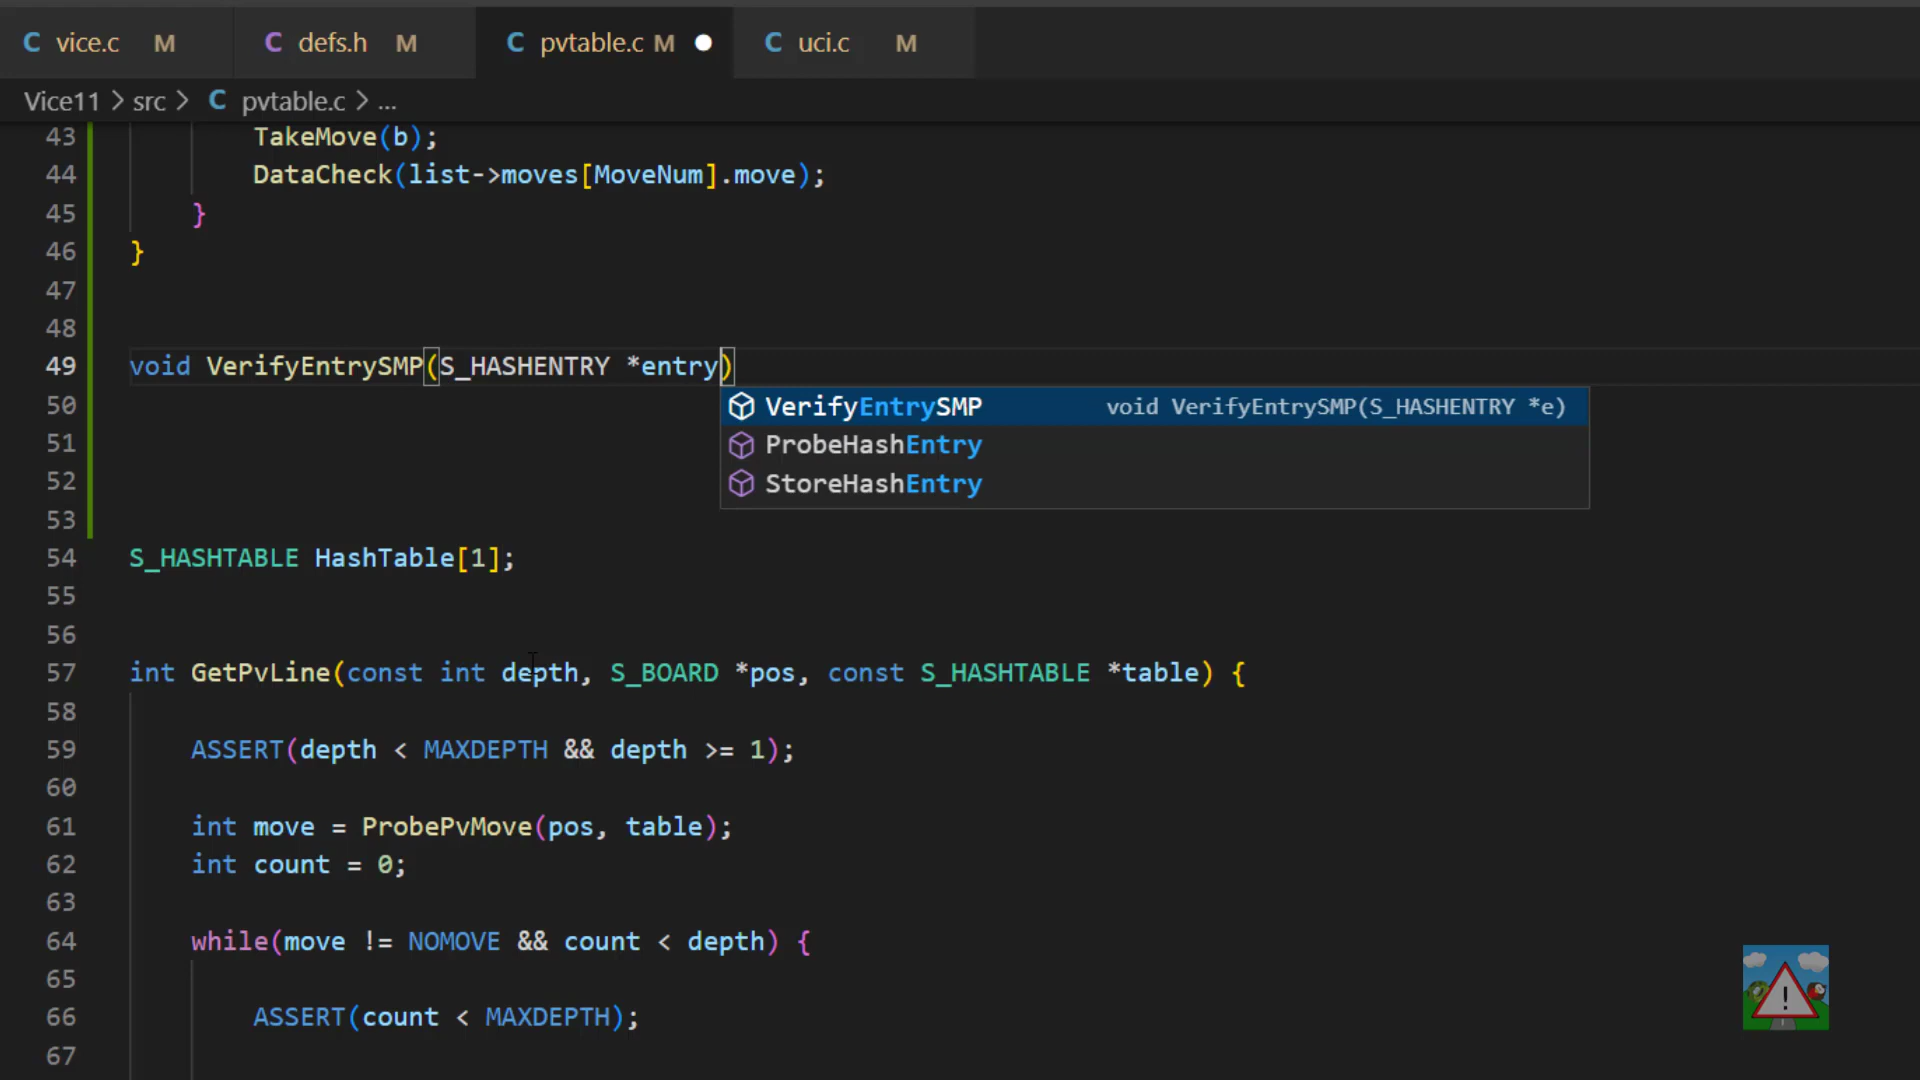 C vice.c M C defs.h M C pvtable.c M C uci.c M
Vice11 > src > C pvtable.c > ...
43 TakeMove(b);
44 DataCheck(list->moves[MoveNum].move);
45 }
46 }
47
48
49 void VerifyEntrySMP(S_HASHENTRY *entry)
50 VerifyEntrySMP void VerifyEntrySMP(S_HASHENTRY *e)
51 ProbeHashEntry
52 StoreHashEntry
53
54 S_HASHTABLE HashTable[1];
55
56
57 int GetPvLine(const int depth, S_BOARD *pos, const S_HASHTABLE *table) {
58
59 ASSERT(depth < MAXDEPTH && depth >= 1);
60
61 int move = ProbePvMove(pos, table);
62 int count = 0;
63
64 while(move != NOMOVE && count < depth) {
65
66 ASSERT(count < MAXDEPTH);
67